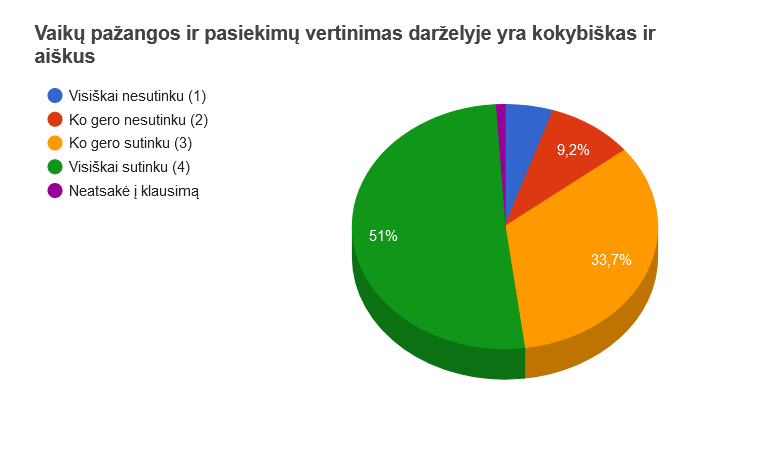 Vaikų pažangos ir pasiekimų vertinimas darželyje yra kokybiškas ir
aiškus
Visiškai nesutinku (1)
Ko gero nesutinku (2)
Ko gero sutinku (3)
Visiškai sutinku (4)
Neatsakė į klausimą
9,2%
51%
33,7%